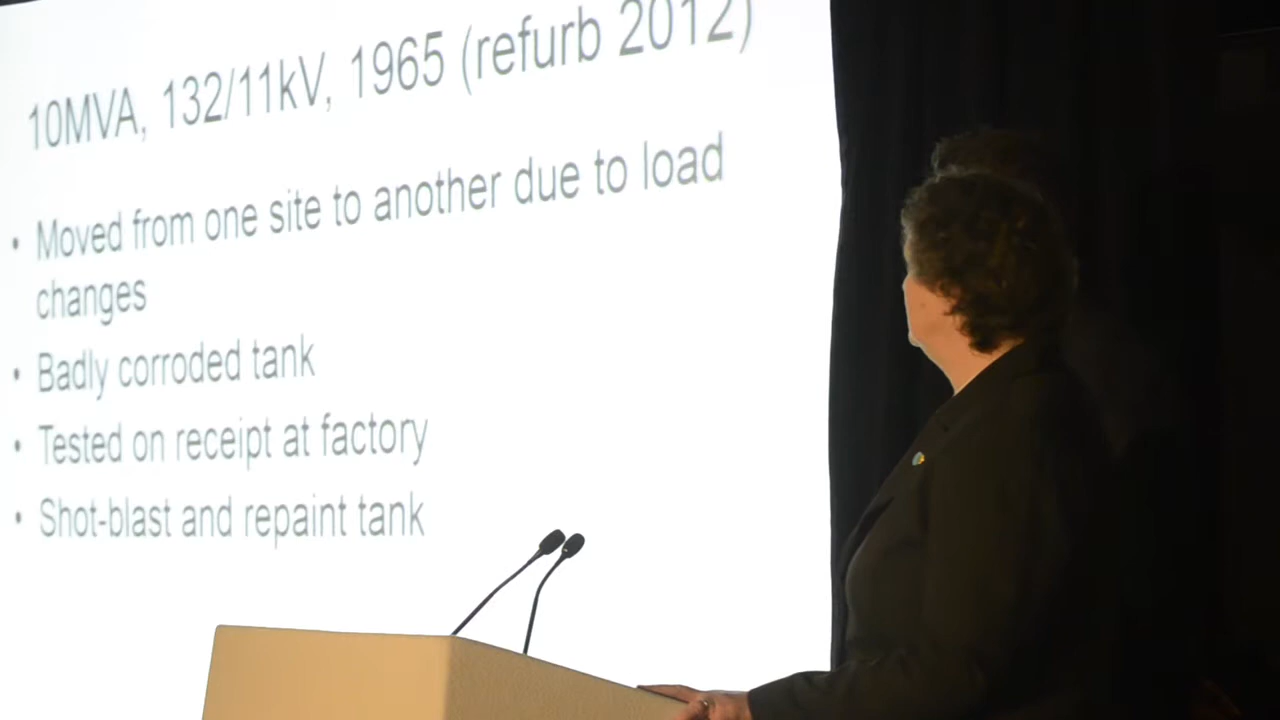 10MVA, 132/11kV, 1965 (refurb 2012)
• Moved from one site to another due to load
changes
• Badly corroded tank
• Tested on receipt at factory
• Shot-blast and repaint tank